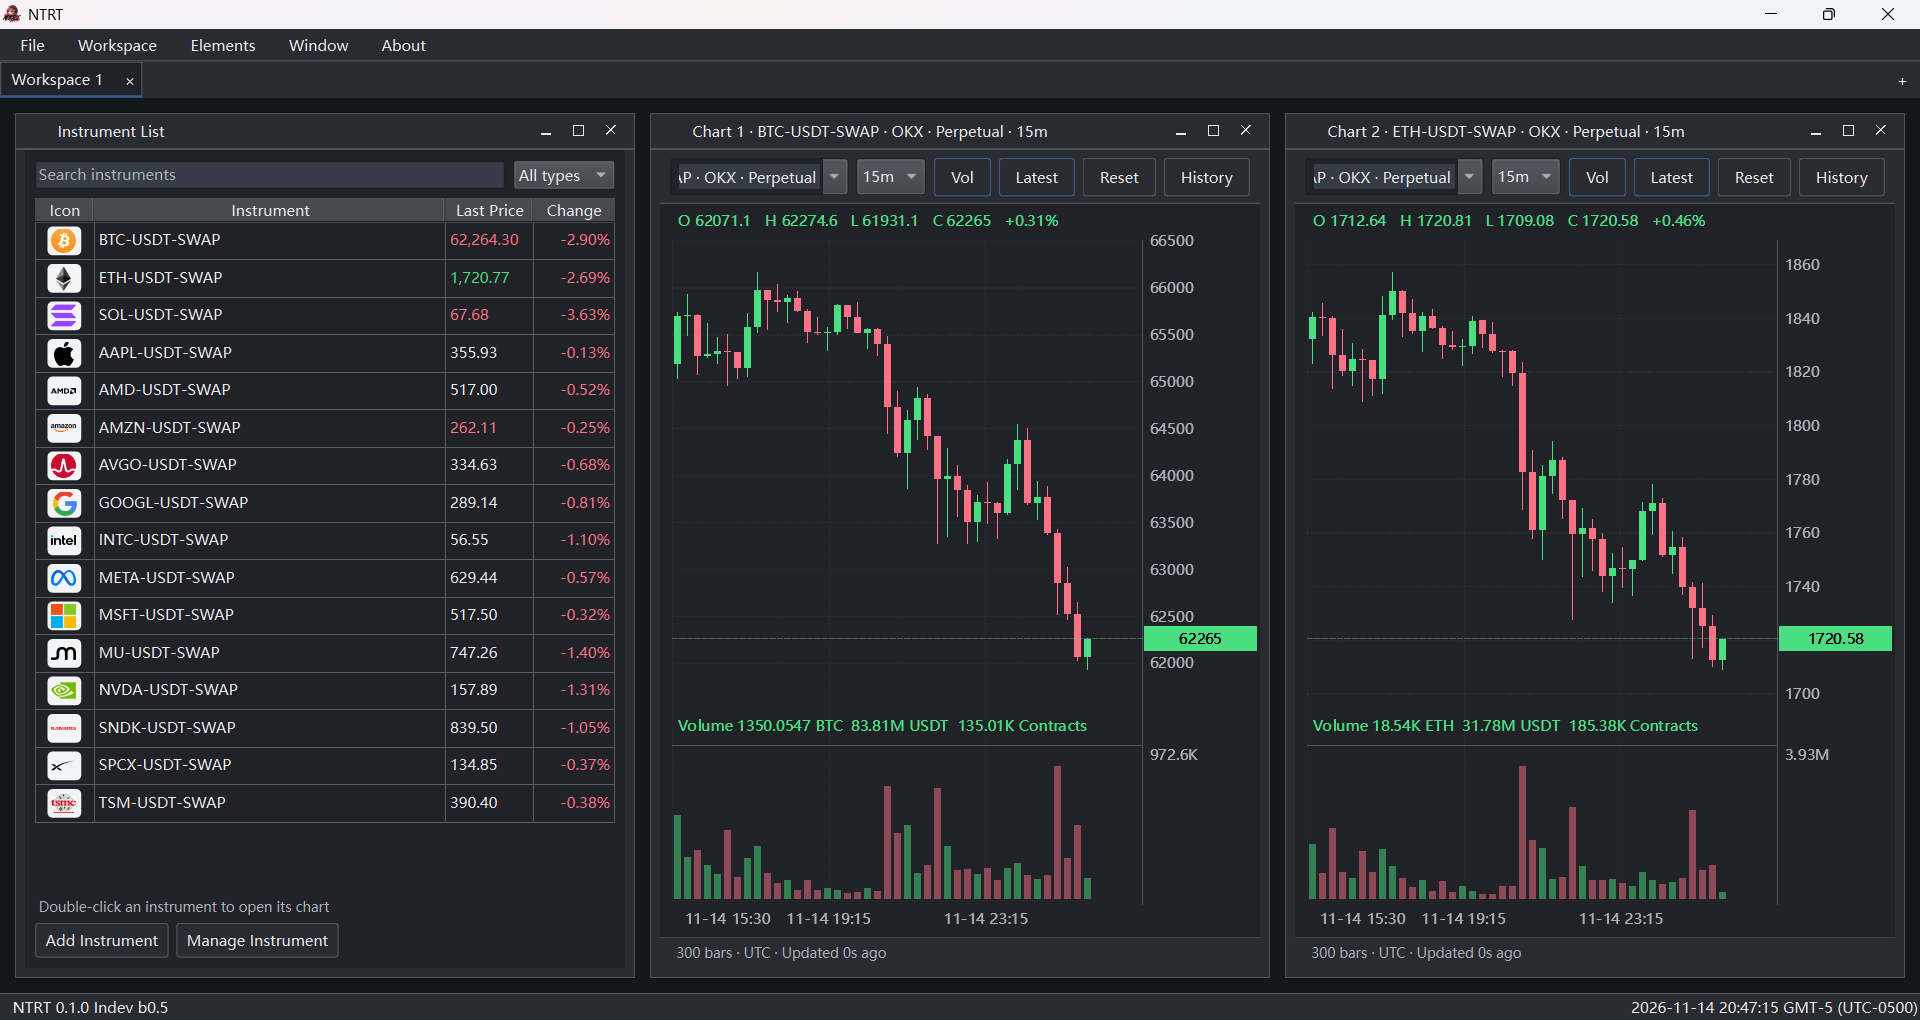 NTRT
File Workspace Elements Window About
Workspace 1 × +
Instrument List
Search instruments All types
Icon Instrument Last Price Change
BTC-USDT-SWAP 62,264.30 -2.90%
ETH-USDT-SWAP 1,720.77 -2.69%
SOL-USDT-SWAP 67.68 -3.63%
AAPL-USDT-SWAP 355.93 -0.13%
AMD AMD-USDT-SWAP 517.00 -0.52%
amazon AMZN-USDT-SWAP 262.11 -0.25%
AVGO-USDT-SWAP 334.63 -0.68%
GOOGL-USDT-SWAP 289.14 -0.81%
intel INTC-USDT-SWAP 56.55 -1.10%
META-USDT-SWAP 629.44 -0.57%
MSFT-USDT-SWAP 517.50 -0.32%
MU-USDT-SWAP 747.26 -1.40%
NVDA-USDT-SWAP 157.89 -1.31%
SNDK-USDT-SWAP 839.50 -1.05%
SPCX-USDT-SWAP 134.85 -0.37%
tsmc TSM-USDT-SWAP 390.40 -0.38%
Double-click an instrument to open its chart
Add Instrument Manage Instrument
Chart 1 · BTC-USDT-SWAP · OKX · Perpetual · 15m
· OKX · Perpetual 15m Vol Latest Reset History
O 62071.1 H 62274.6 L 61931.1 C 62265 +0.31%
66500
66000
65500
65000
64500
64000
63500
63000
62500
62265
62000
Volume 1350.0547 BTC 83.81M USDT 135.01K Contracts
972.6K
11-14 15:30 11-14 19:15 11-14 23:15
300 bars · UTC · Updated 0s ago
Chart 2 · ETH-USDT-SWAP · OKX · Perpetual · 15m
· OKX · Perpetual 15m Vol Latest Reset History
O 1712.64 H 1720.81 L 1709.08 C 1720.58 +0.46%
1860
1840
1820
1800
1780
1760
1740
1720.58
1700
Volume 18.54K ETH 31.78M USDT 185.38K Contracts
3.93M
11-14 15:30 11-14 19:15 11-14 23:15
300 bars · UTC · Updated 0s ago
NTRT 0.1.0 Indev b0.5
2026-11-14 20:47:15 GMT-5 (UTC-0500)